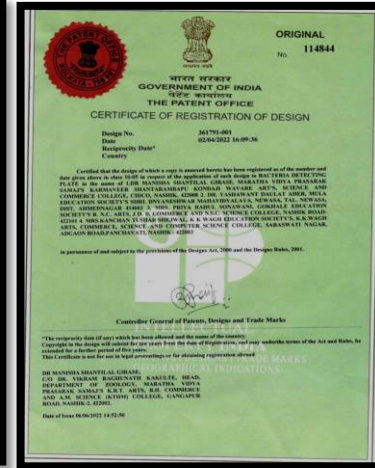 THE PATENT OFFICE
ORIGINAL
No. 114844
भारत सरकार
GOVERNMENT OF INDIA
पेटेंट कार्यालय
THE PATENT OFFICE
CERTIFICATE OF REGISTRATION OF DESIGN
Design No. 361791-001
Date 02/04/2022 16:09:36
Reciprocity Date*
Country
Certified that the design of which a copy is annexed hereto has been registered as of the number and
date given above in class 10-05 in respect of the application of such design to BACTERIA DETECTING
PLATE in the name of 1.DR MANISHA SHANTILAL GIRASE, MARATHA VIDYA PRASARAK
SAMAJ'S KARMAVEER SHANTARAMBAPU KONDAJI WAVARE ART'S, SCIENCE AND
COMMERCE COLLEGE, CIDCO, NASHIK. 2. DR. YASHAWANT DAULAT AHER, MULA
EDUCATION SOCIETY'S SHRI. DNYANESHWAR MAHAVIDYALAYA, NEWASA, TAL. NEWASA,
DIST. AHMEDNAGAR 414603 3. MRS. PRIYA RAHUL SONAWANI, GOKHALE EDUCATION
SOCIETY'S R. N.C. ARTS, J D B. COMMERCE AND N.S.C. SCIENCE COLLEGE, NASHIK ROAD-
422101 4. MRS.KANCHAN TUSHAR SHEJWAL, K K WAGH EDUCATION SOCIETY'S, K.K.WAGH
ARTS, COMMERCE, SCIENCE AND COMPUTER SCIENCE COLLEGE, SARASWATI NAGAR,
ADGAON ROAD,PANCHAVATI, NASHIK - 422003
in pursuance of and subject to the provisions of the Designs Act, 2000 and the Designs Rules, 2001.
Controller General of Patents, Designs and Trade Marks
INTELLECTUAL
*The reciprocity date (if any) which has been allowed and the name of the country.
Copyright in the design will subsist for ten years from the date of Registration, and may under the terms of the Act and Rules, be
extended for a further period of five years.
This Certificate is not for use in legal proceedings or for obtaining registration abroad
TRADE MARKS
GEOGRAPHICAL INDICATIONS
DR MANISHA SHANTILAL GIRASE,
C/O DR. VIKRAM RAGHUNATH KAKULTE, HEAD,
DEPARTMENT OF ZOOLOGY, MARATHA VIDYA
PRASARAK SAMAJ'S K.R.T. ARTS, B.H. COMMERCE
AND A.M. SCIENCE (KTHM) COLLEGE, GANGAPUR
ROAD, NASHIK-2, 422002.
Date of Issue 06/06/2022 14:52:50